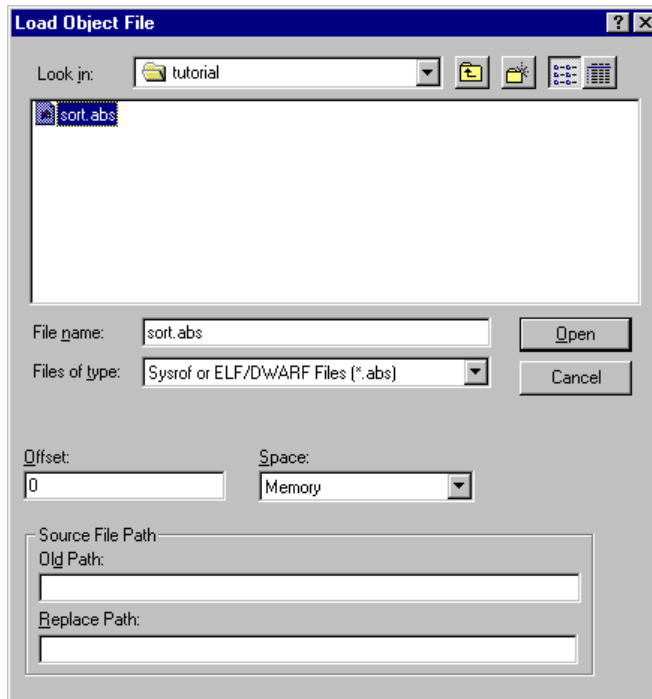 Load Object File
Look in: tutorial
sort.abs
File name: sort.abs
Open
Files of type: Sysrof or ELF/DWARF Files (*.abs)
Cancel
Offset:
Space:
0
Memory
Source File Path
Old Path:
Replace Path: